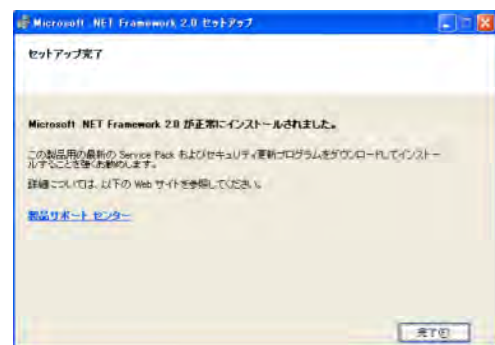 Microsoft .NET Framework 2.0 セットアップ
セットアップ完了
Microsoft .NET Framework 2.0 が正常にインストールされました。
この製品用の最新の Service Pack およびセキュリティ更新プログラムをダウンロードしてインストー
ルすることを強くお勧めします。
詳細については、以下の Web サイトを参照してください。
製品サポート センター
完了(F)